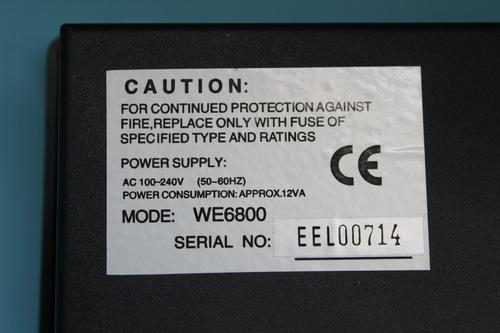 CAUTION:
FOR CONTINUED PROTECTION AGAINST
FIRE,REPLACE ONLY WITH FUSE OF
SPECIFIED TYPE AND RATINGS
POWER SUPPLY:
AC 100-240V (50-60HZ)
POWER CONSUMPTION: APPROX.12VA
MODE: WE6800
SERIAL NO: EEL00714
CE